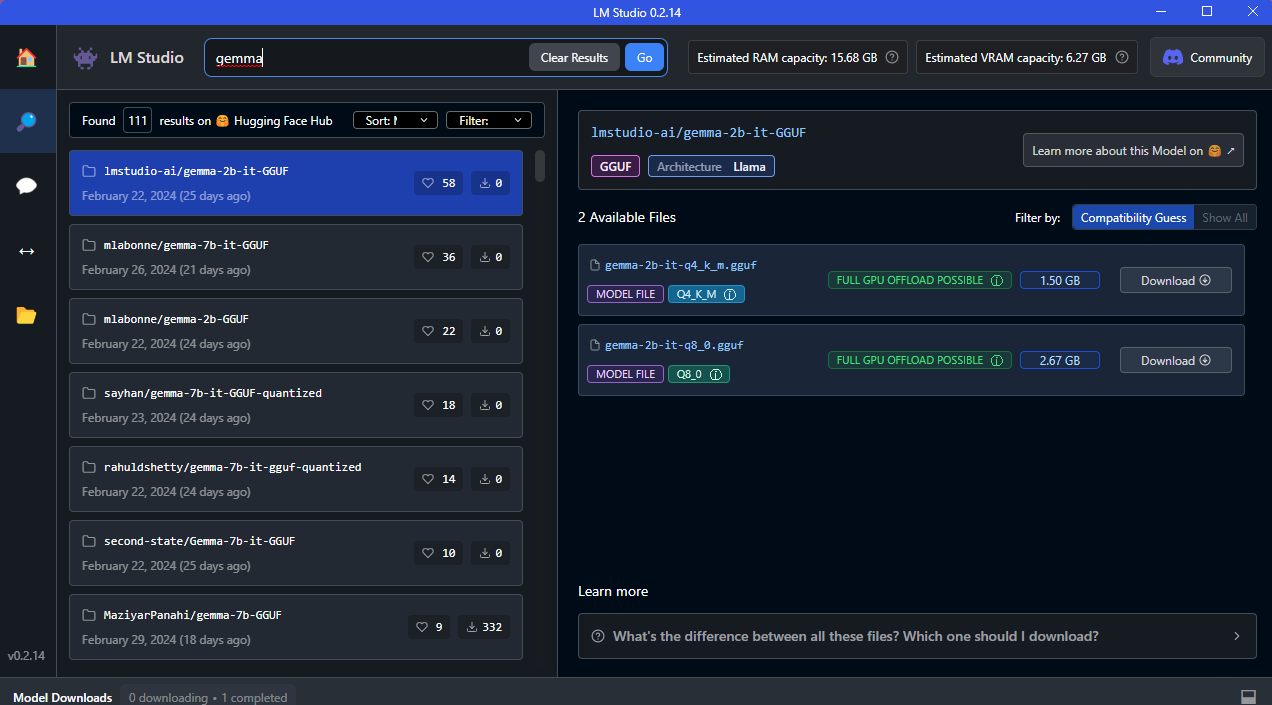 LM Studio 0.2.14
LM Studio
gemma
Clear Results
Go
Estimated RAM capacity: 15.68 GB
Estimated VRAM capacity: 6.27 GB
Community
Found 111 results on 🤗 Hugging Face Hub
Sort:
Filter:
lmstudio-ai/gemma-2b-it-GGUF
February 22, 2024 (25 days ago)
58
0
mlabonne/gemma-7b-it-GGUF
February 26, 2024 (21 days ago)
36
0
mlabonne/gemma-2b-GGUF
February 22, 2024 (24 days ago)
22
0
sayhan/gemma-7b-it-GGUF-quantized
February 23, 2024 (24 days ago)
18
0
rahuldshetty/gemma-7b-it-gguf-quantized
February 22, 2024 (24 days ago)
14
0
second-state/Gemma-7b-it-GGUF
February 22, 2024 (25 days ago)
10
0
MaziyarPanahi/gemma-7b-GGUF
February 29, 2024 (18 days ago)
9
332
lmstudio-ai/gemma-2b-it-GGUF
GGUF
Architecture Llama
Learn more about this Model on 🤗 ↗
2 Available Files
Filter by:
Compatibility Guess
Show All
gemma-2b-it-q4_k_m.gguf
MODEL FILE
Q4_K_M
FULL GPU OFFLOAD POSSIBLE
1.50 GB
Download
gemma-2b-it-q8_0.gguf
MODEL FILE
Q8_0
FULL GPU OFFLOAD POSSIBLE
2.67 GB
Download
Learn more
What's the difference between all these files? Which one should I download?
v0.2.14
Model Downloads
0 downloading • 1 completed